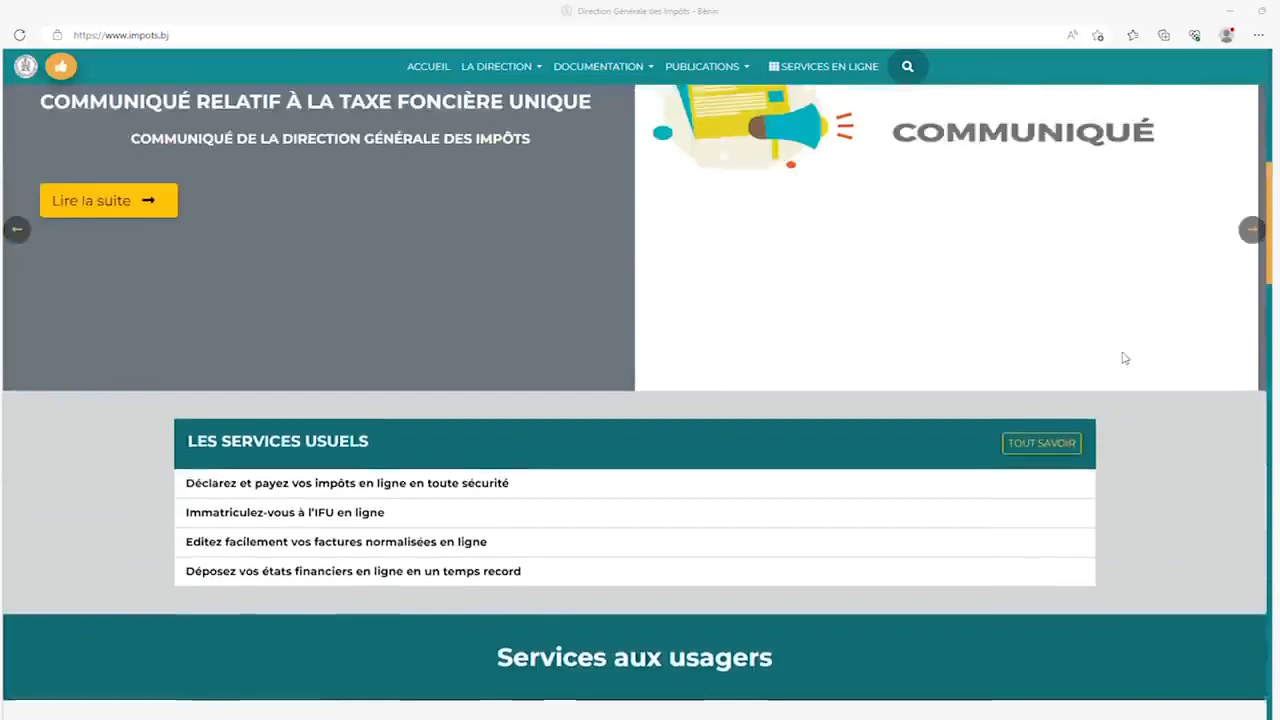 Direction Générale des Impôts - Bénin
https://www.impots.bj
ACCUEIL LA DIRECTION DOCUMENTATION PUBLICATIONS SERVICES EN LIGNE
COMMUNIQUÉ RELATIF À LA TAXE FONCIÈRE UNIQUE
COMMUNIQUÉ DE LA DIRECTION GÉNÉRALE DES IMPÔTS
COMMUNIQUÉ
Lire la suite
LES SERVICES USUELS
TOUT SAVOIR
Déclarez et payez vos impôts en ligne en toute sécurité
Immatriculez-vous à l'IFU en ligne
Editez facilement vos factures normalisées en ligne
Déposez vos états financiers en ligne en un temps record
Services aux usagers